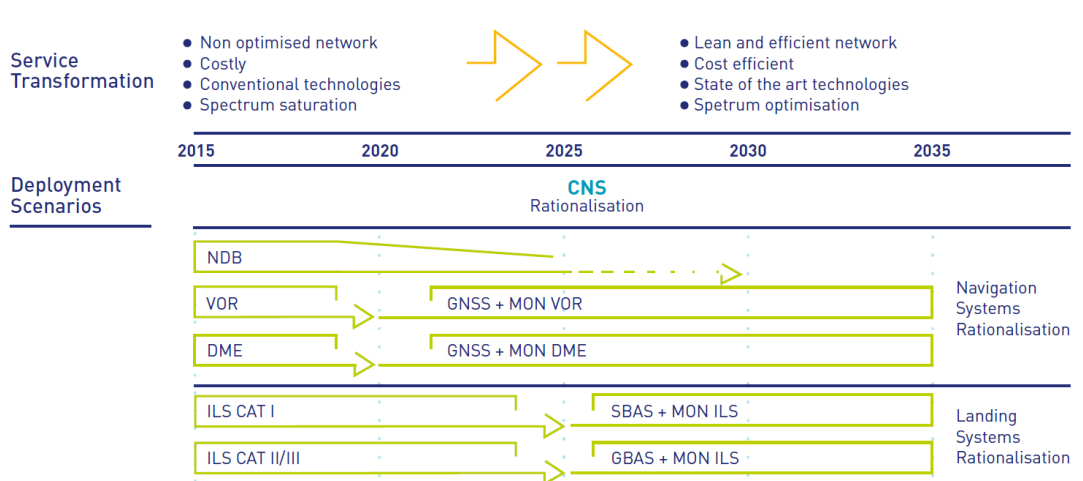 Service
Transformation
● Non optimised network
● Costly
● Conventional technologies
● Spectrum saturation
● Lean and efficient network
● Cost efficient
● State of the art technologies
● Spetrum optimisation
2015 2020 2025 2030 2035
Deployment
Scenarios
CNS
Rationalisation
NDB
VOR GNSS + MON VOR
DME GNSS + MON DME
Navigation
Systems
Rationalisation
ILS CAT I SBAS + MON ILS
ILS CAT II/III GBAS + MON ILS
Landing
Systems
Rationalisation